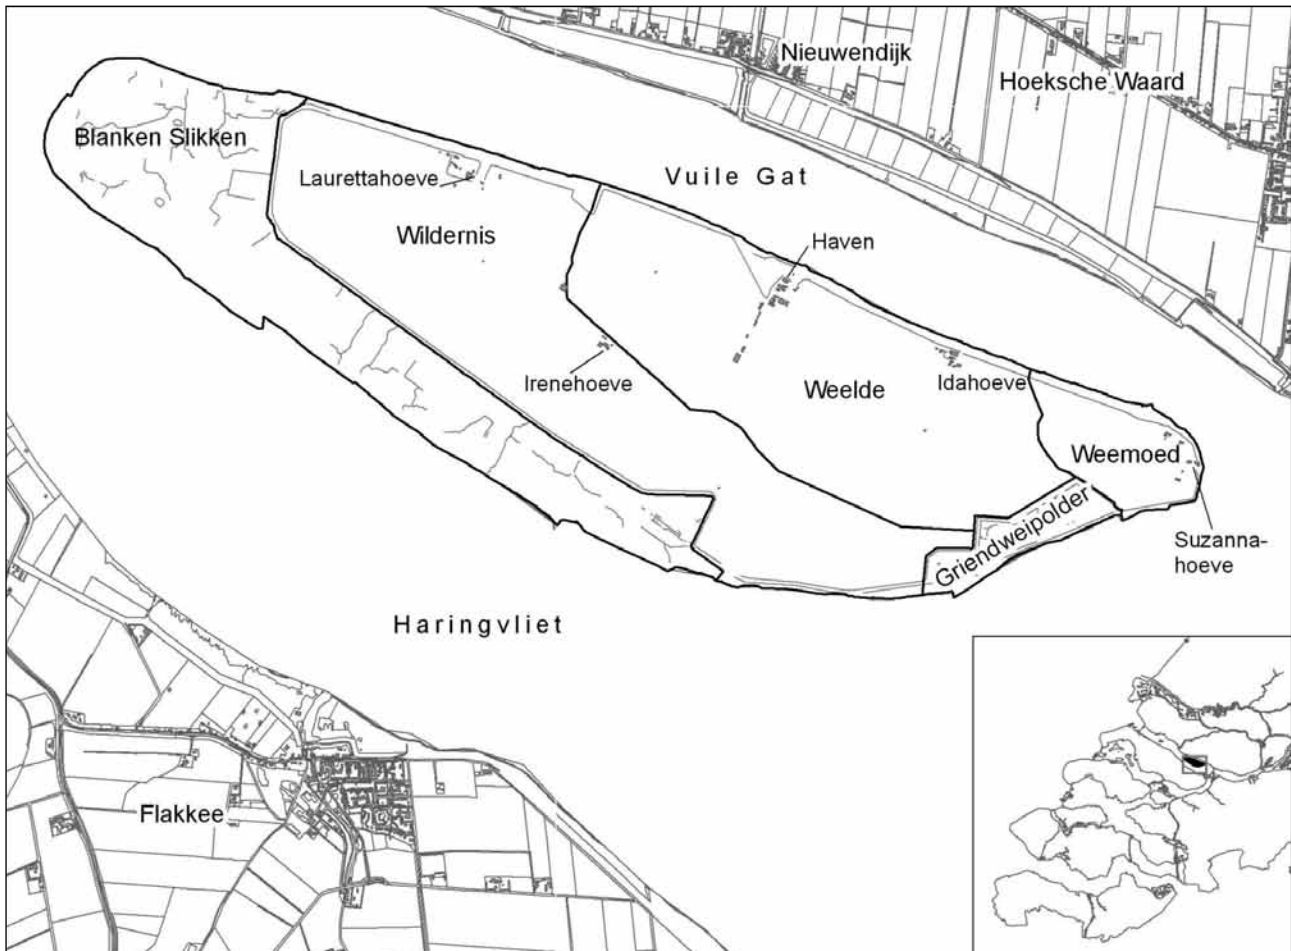 Nieuwendijk
Hoeksche Waard
Blanken Slikken
Vuile Gat
Laurettahoeve
Wildernis
Haven
Irenehoeve
Weelde
Idahoeve
Weemoed
Griendweipolder
Suzanna-
hoeve
Haringvliet
Flakkee